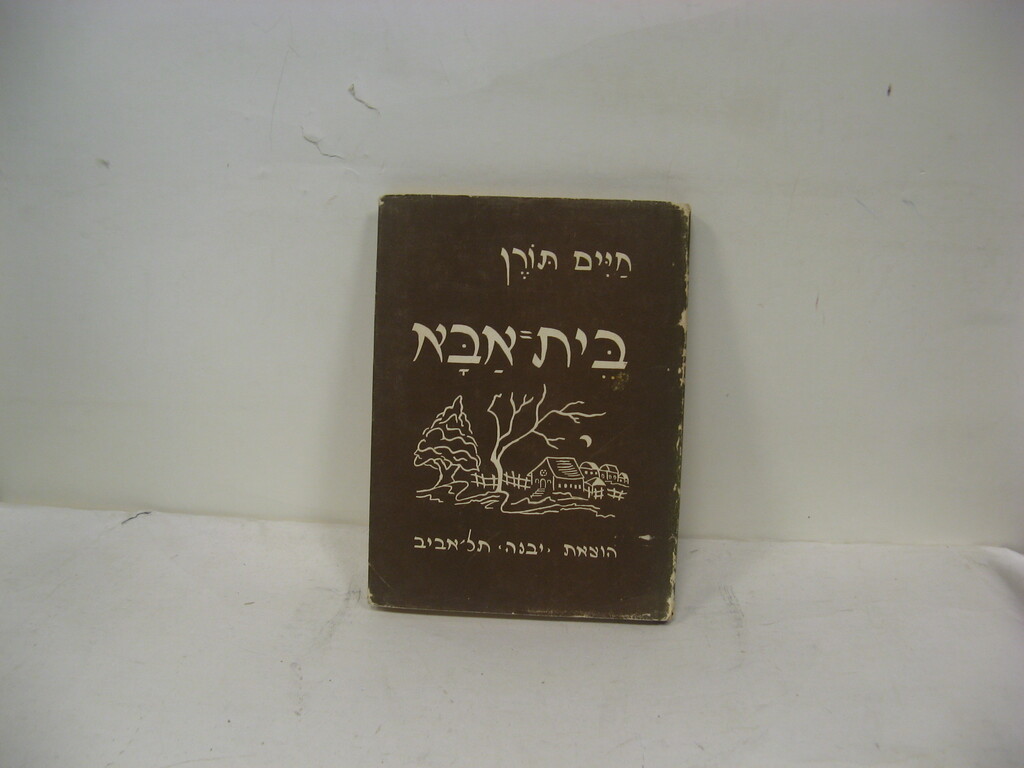 חַיִּים תּוֹרֶן
בֵּית=אַבָּא
הוצאת ׳יבנה׳ תל־אביב